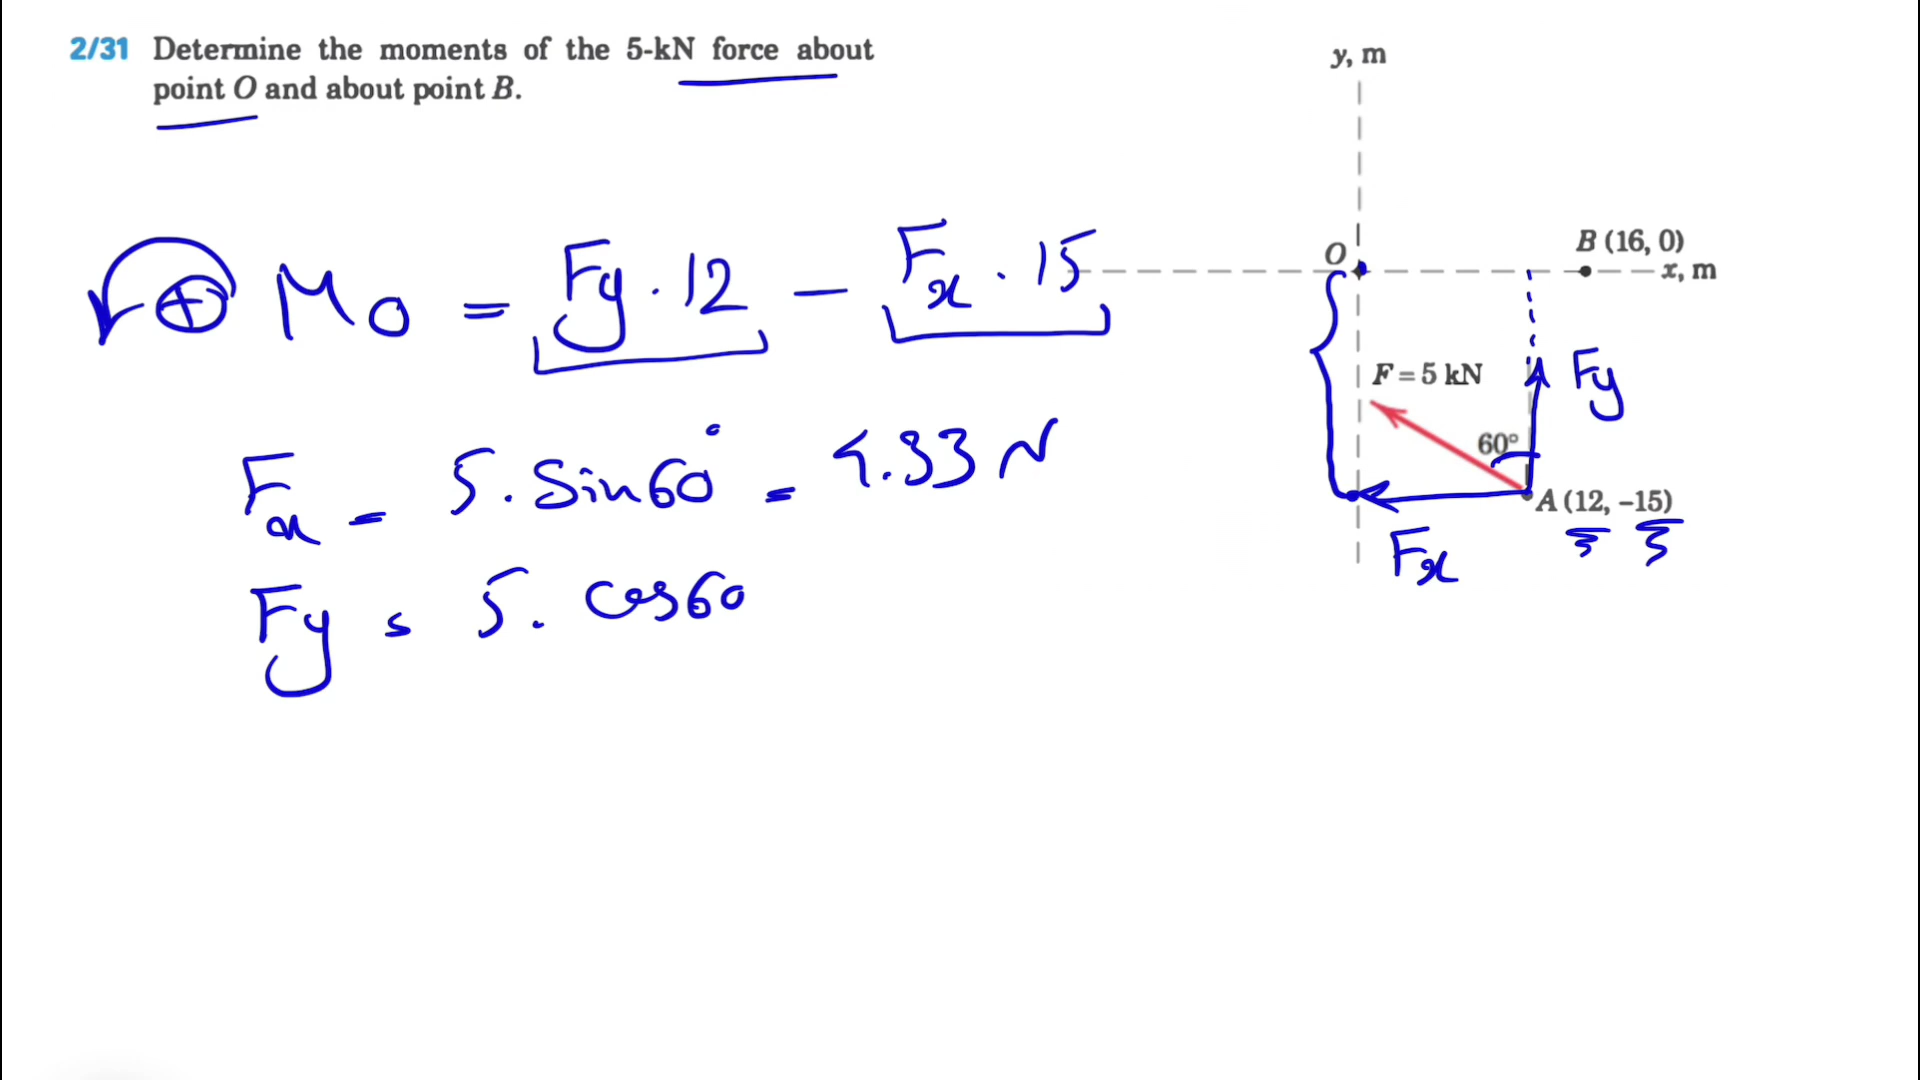 2/31 Determine the moments of the 5-kN force about
point O and about point B.
y, m
O
B (16, 0)
x, m
⊕ Mo = Fy . 12 - Fx . 15
F = 5 kN
Fy
60°
A (12, -15)
Fx
Fx = 5 . Sin60° = 4.33 N
Fy = 5 . Cos60